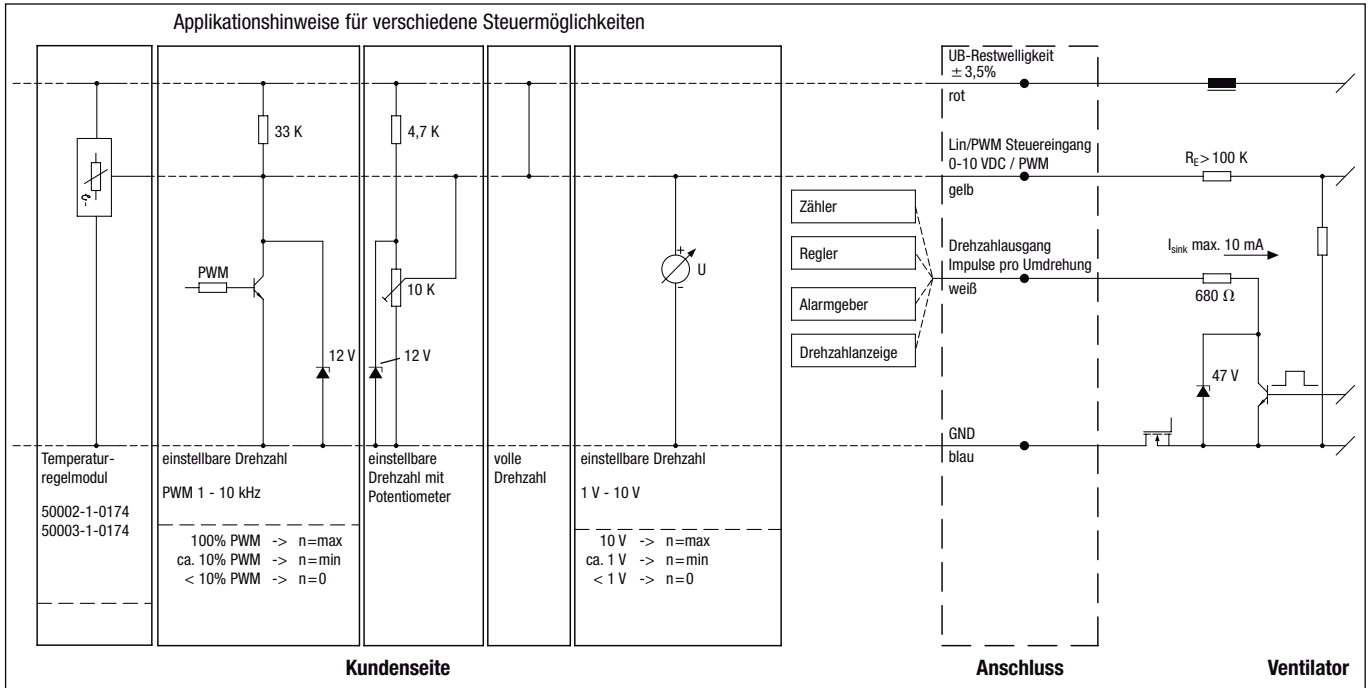 Applikationshinweise für verschiedene Steuermöglichkeiten
33 K
PWM
12 V
4,7 K
10 K
12 V
+
U
-
Zähler
Regler
Alarmgeber
Drehzahlanzeige
UB-Restwelligkeit
± 3,5%
rot
Lin/PWM Steuereingang
0-10 VDC / PWM
gelb
Drehzahlausgang
Impulse pro Umdrehung
weiß
GND
blau
RE> 100 K
Isink max. 10 mA
680 Ω
47 V
Temperatur-
regelmodul
50002-1-0174
50003-1-0174
einstellbare Drehzahl
PWM 1 - 10 kHz
100% PWM -> n=max
ca. 10% PWM -> n=min
< 10% PWM -> n=0
einstellbare
Drehzahl mit
Potentiometer
volle
Drehzahl
einstellbare Drehzahl
1 V - 10 V
10 V -> n=max
ca. 1 V -> n=min
< 1 V -> n=0
Kundenseite
Anschluss
Ventilator